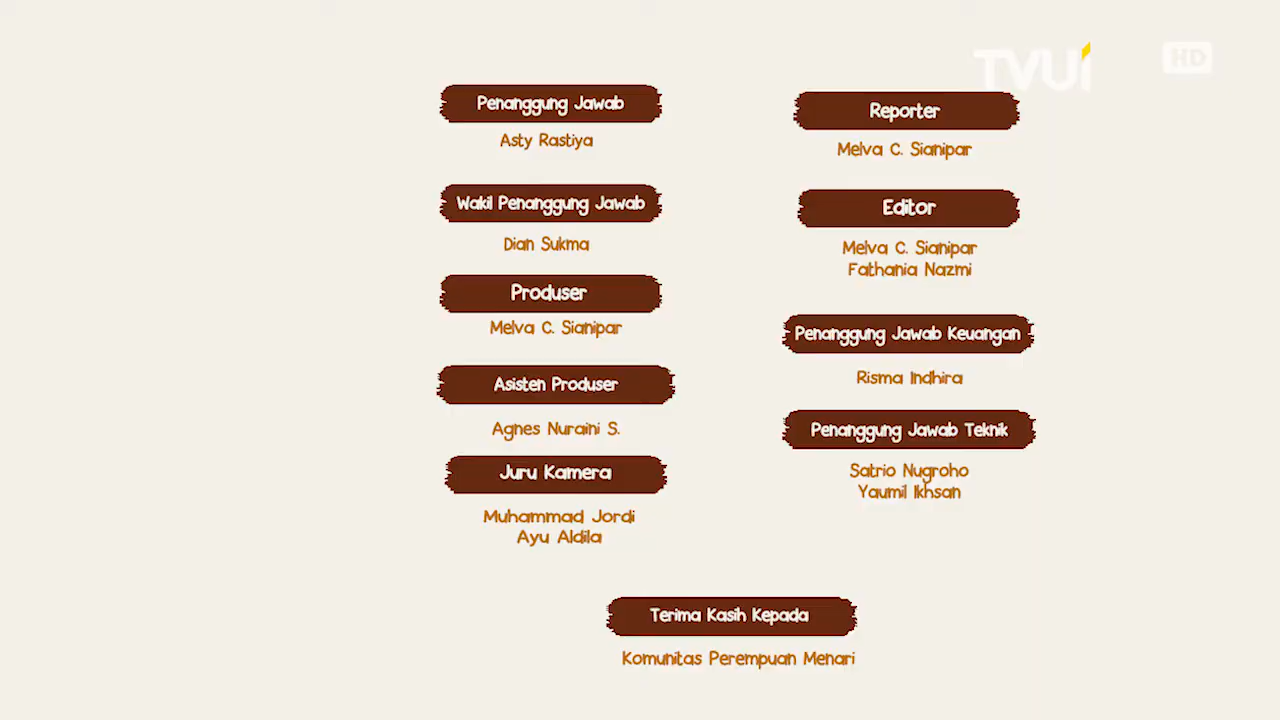 TVUI
HD
Penanggung Jawab
Asty Rastiya
Wakil Penanggung Jawab
Dian Sukma
Produser
Melva C. Sianipar
Asisten Produser
Agnes Nuraini S.
Juru Kamera
Muhammad Jordi
Ayu Aldila
Reporter
Melva C. Sianipar
Editor
Melva C. Sianipar
Fathania Nazmi
Penanggung Jawab Keuangan
Risma Indhira
Penanggung Jawab Teknik
Satrio Nugroho
Yaumil Ikhsan
Terima Kasih Kepada
Komunitas Perempuan Menari